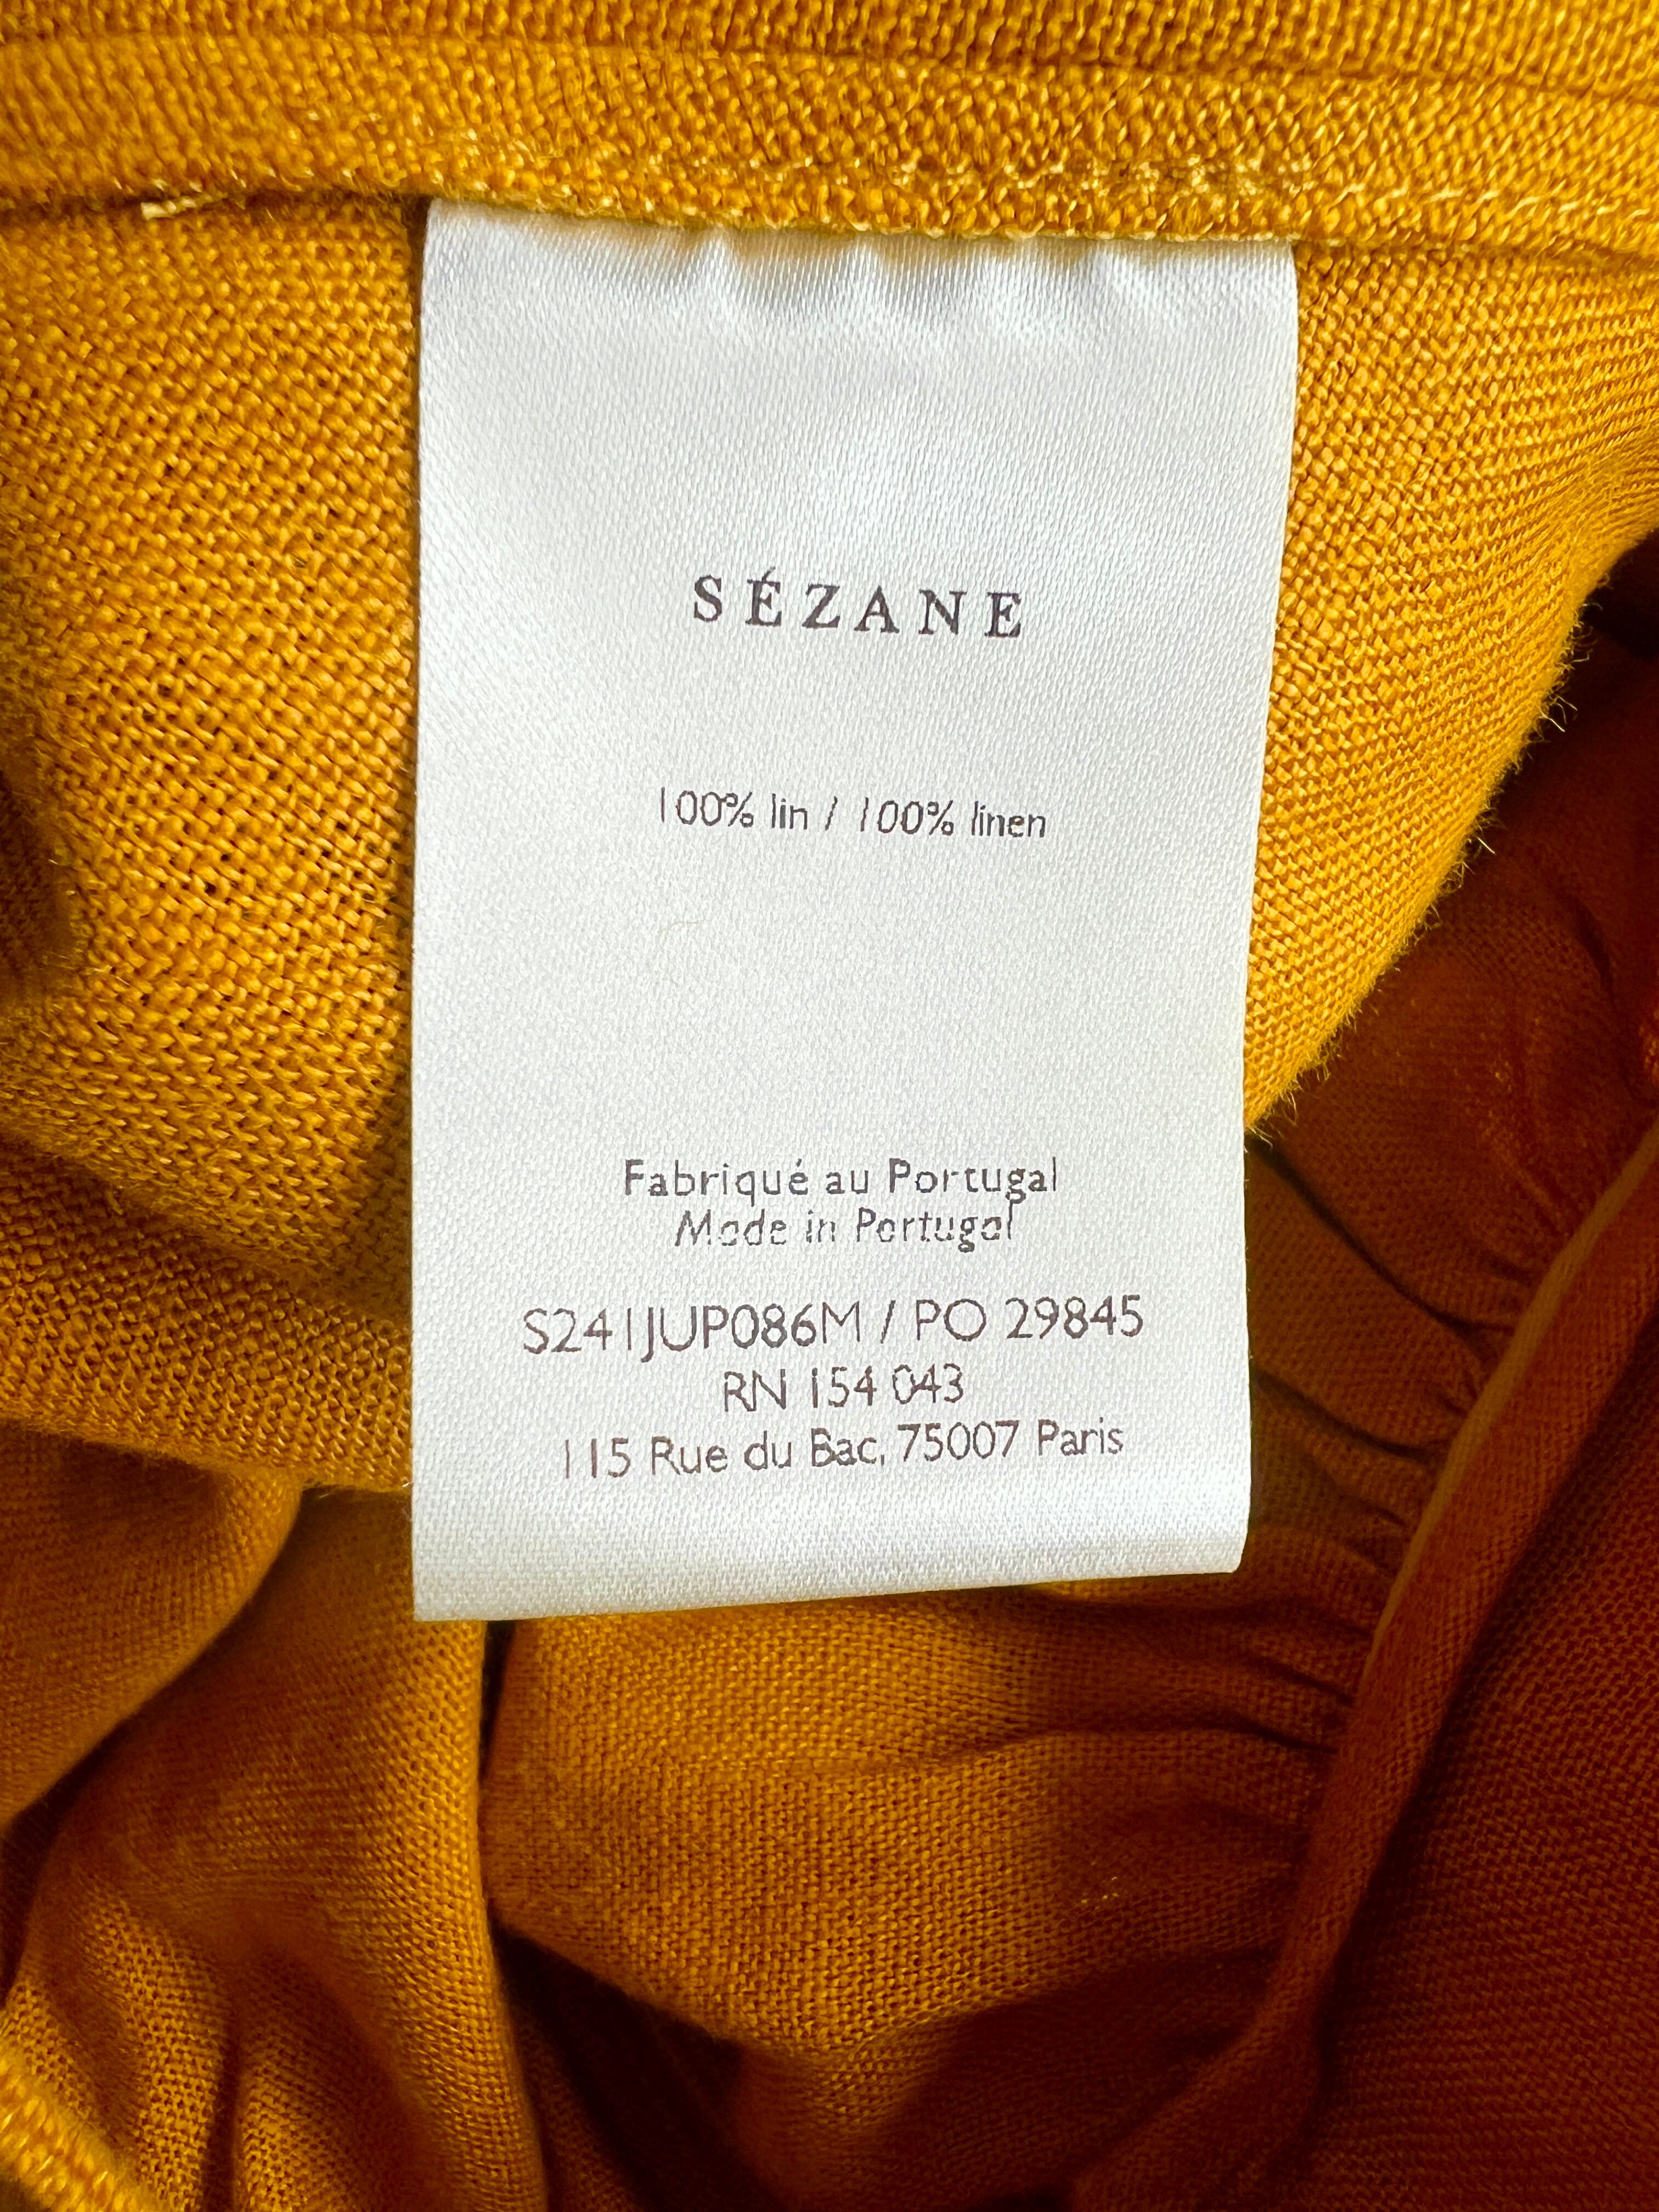 SÉZANE
100% lin / 100% linen
Fabriqué au Portugal
Made in Portugal
S241JUP086M / PO 29845
RN 154 043
115 Rue du Bac, 75007 Paris